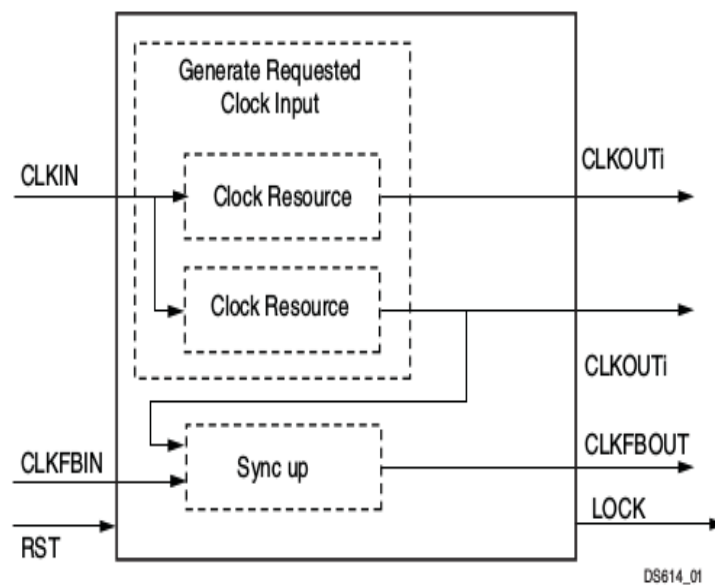 Generate Requested
Clock Input
CLKIN
Clock Resource
CLKOUTi
Clock Resource
CLKOUTi
CLKFBIN
Sync up
CLKFBOUT
LOCK
RST
DS614_01